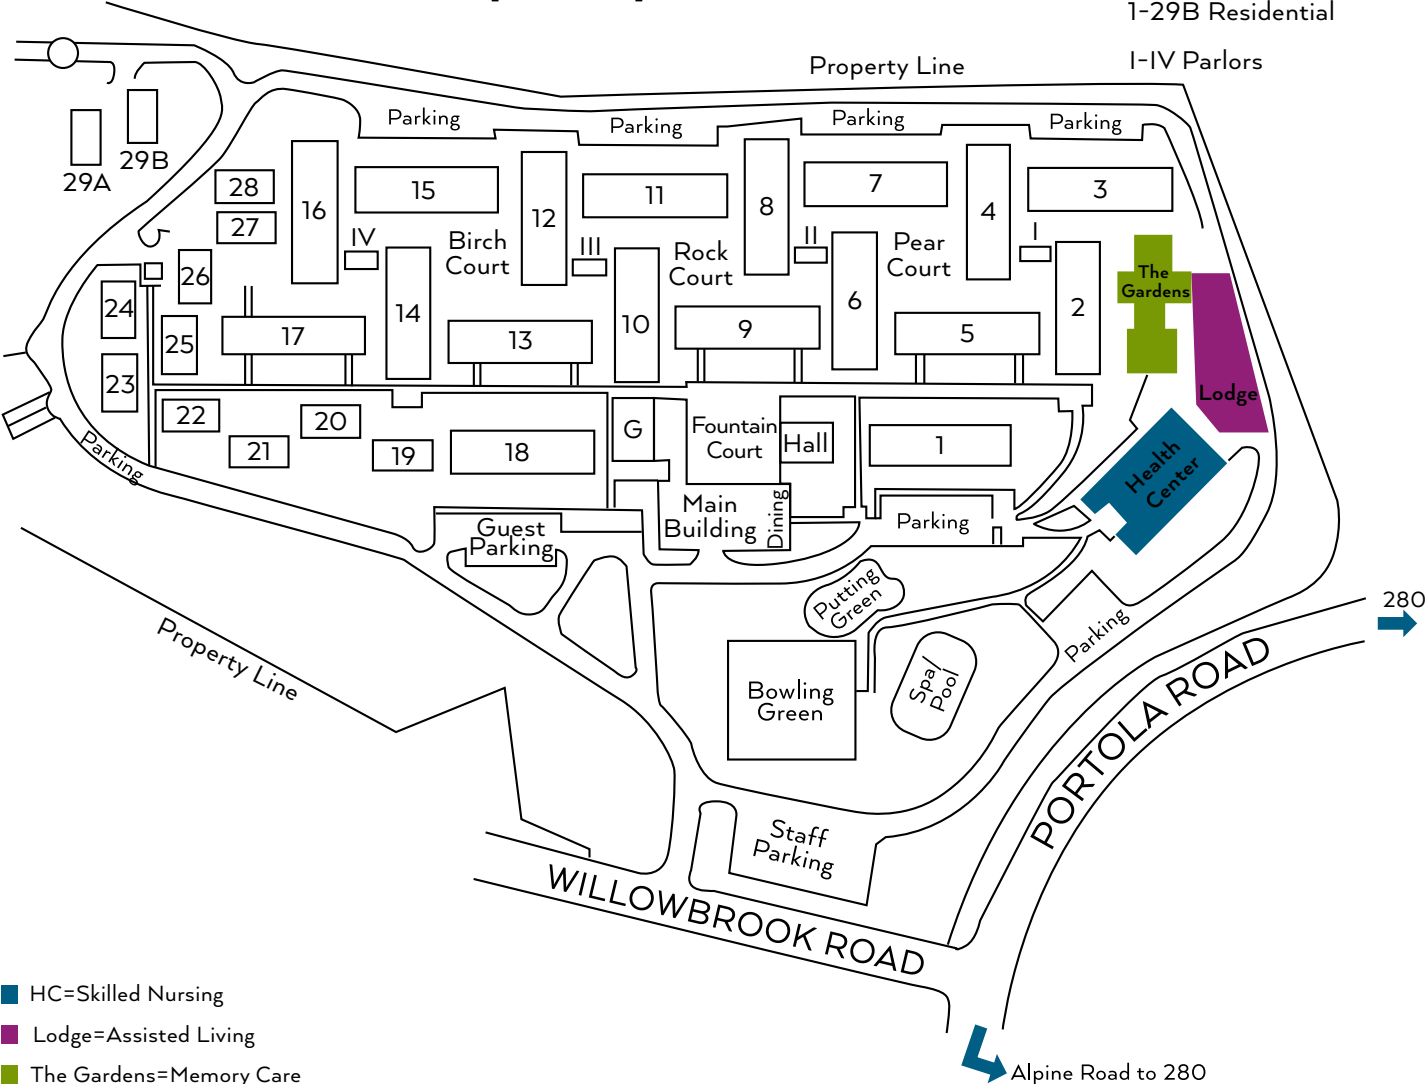 1-29B Residential
I-IV Parlors
Property Line
Parking
Parking
Parking
Parking
29A
29B
28
27
16
15
12
11
8
7
4
3
IV
Birch
Court
III
Rock
Court
II
Pear
Court
I
26
24
25
23
17
14
13
10
9
6
5
2
The
Gardens
Lodge
22
21
20
19
18
G
Fountain
Court
Hall
1
Health
Center
Parking
Main
Building
Dining
Parking
Guest
Parking
Putting
Green
Parking
280
Property Line
Bowling
Green
Spa/
Pool
PORTOLA ROAD
Staff
Parking
WILLOWBROOK ROAD
HC=Skilled Nursing
Lodge=Assisted Living
The Gardens=Memory Care
Alpine Road to 280